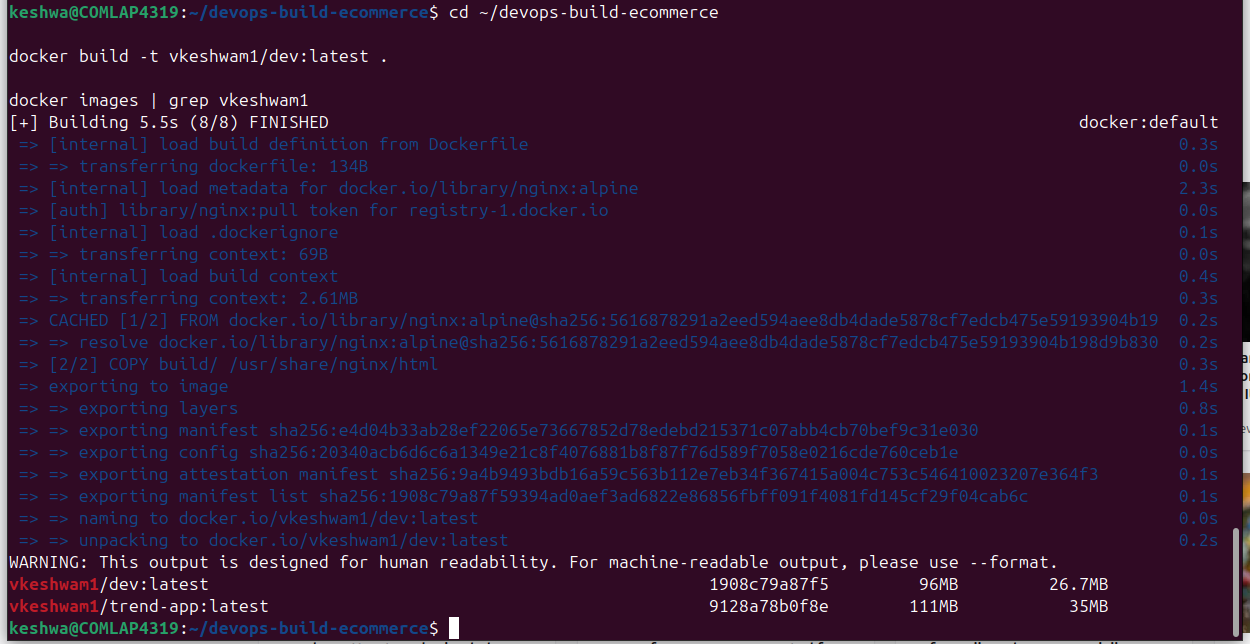 keshwa@COMLAP4319:~/devops-build-ecommerce$ cd ~/devops-build-ecommerce
docker build -t vkeshwam1/dev:latest .
docker images | grep vkeshwam1
[+] Building 5.5s (8/8) FINISHED docker:default
=> [internal] load build definition from Dockerfile 0.3s
=> => transferring dockerfile: 134B 0.0s
=> [internal] load metadata for docker.io/library/nginx:alpine 2.3s
=> [auth] library/nginx:pull token for registry-1.docker.io 0.0s
=> [internal] load .dockerignore 0.1s
=> => transferring context: 69B 0.0s
=> [internal] load build context 0.4s
=> => transferring context: 2.61MB 0.3s
=> CACHED [1/2] FROM docker.io/library/nginx:alpine@sha256:5616878291a2eed594aee8db4dade5878cf7edcb475e59193904b19 0.2s
=> => resolve docker.io/library/nginx:alpine@sha256:5616878291a2eed594aee8db4dade5878cf7edcb475e59193904b198d9b830 0.2s
=> [2/2] COPY build/ /usr/share/nginx/html 0.3s
=> exporting to image 1.4s
=> => exporting layers 0.8s
=> => exporting manifest sha256:e4d04b33ab28ef22065e73667852d78edebd215371c07abb4cb70bef9c31e030 0.1s
=> => exporting config sha256:20340acb6d6c6a1349e21c8f4076881b8f87f76d589f7058e0216cde760ceb1e 0.0s
=> => exporting attestation manifest sha256:9a4b9493bdb16a59c563b112e7eb34f367415a004c753c546410023207e364f3 0.1s
=> => exporting manifest list sha256:1908c79a87f59394ad0aef3ad6822e86856fbff091f4081fd145cf29f04cab6c 0.1s
=> => naming to docker.io/vkeshwam1/dev:latest 0.0s
=> => unpacking to docker.io/vkeshwam1/dev:latest 0.2s
WARNING: This output is designed for human readability. For machine-readable output, please use --format.
vkeshwam1/dev:latest 1908c79a87f5 96MB 26.7MB
vkeshwam1/trend-app:latest 9128a78b0f8e 111MB 35MB
keshwa@COMLAP4319:~/devops-build-ecommerce$